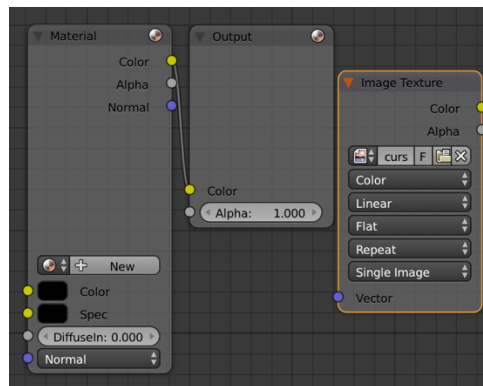 Material
Color
Alpha
Normal
New
Color
Spec
DiffuseIn: 0.000
Normal
Output
Color
Alpha: 1.000
Image Texture
Color
Alpha
curs F
Color
Linear
Flat
Repeat
Single Image
Vector